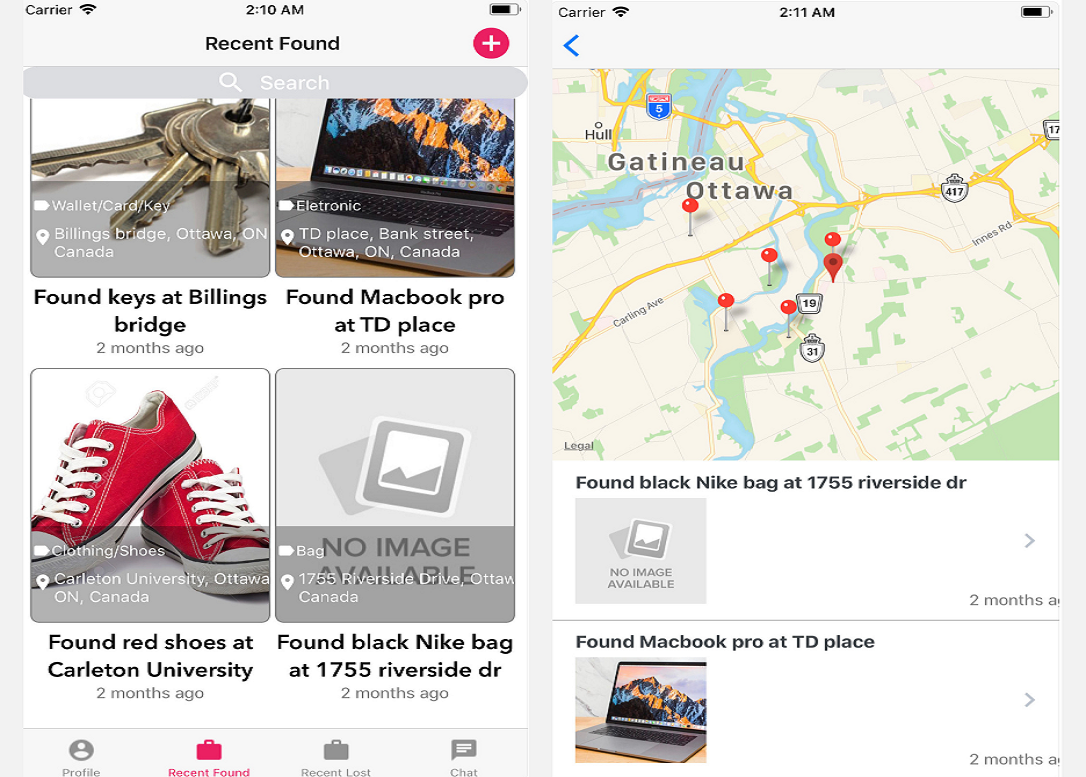 Carrier
2:10 AM
Recent Found
Search
Wallet/Card/Key
Billings bridge, Ottawa, ON
Canada
Eletronic
TD place, Bank street,
Ottawa, ON, Canada
Found keys at Billings
bridge
2 months ago
Found Macbook pro
at TD place
2 months ago
Clothing/Shoes
Carleton University, Ottawa
ON, Canada
NO IMAGE
AVAILABLE
Bag
1755 Riverside Drive, Ottaw
Canada
Found red shoes at
Carleton University
2 months ago
Found black Nike bag
at 1755 riverside dr
2 months ago
Profile
Recent Found
Recent Lost
Chat
Carrier
2:11 AM
5
Hull
17
Gatineau
Ottawa
417
Innes Rd
Carling Ave
19
31
Legal
Found black Nike bag at 1755 riverside dr
NO IMAGE
AVAILABLE
2 months ag
Found Macbook pro at TD place
2 months ag